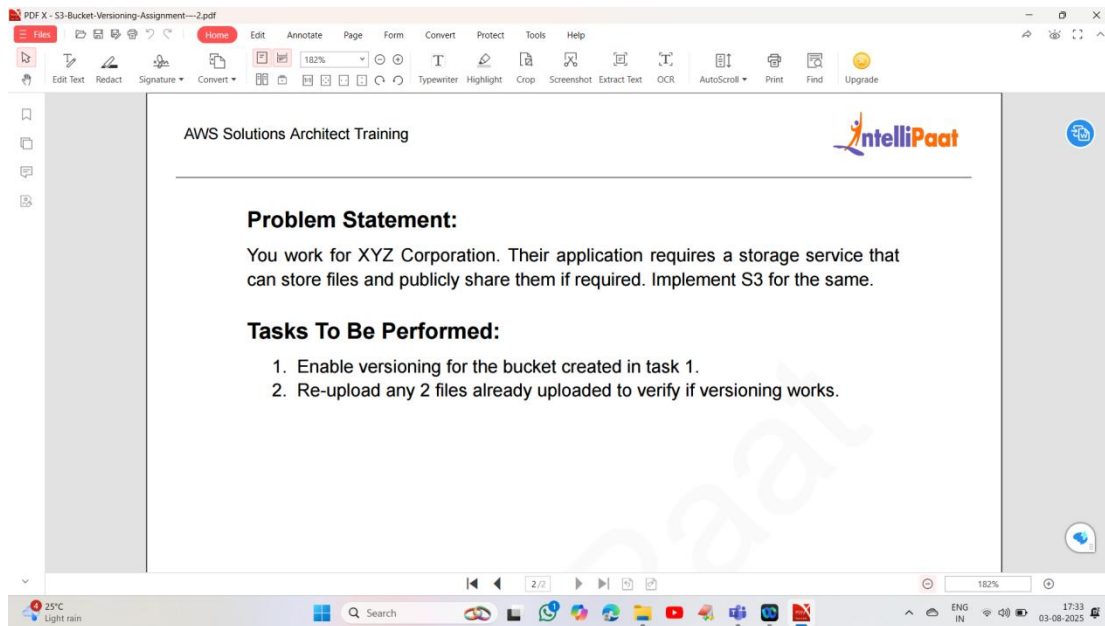 PDF X - S3-Bucket-Versioning-Assignment---2.pdf
Files
Home Edit Annotate Page Form Convert Protect Tools Help
182%
Edit Text Redact Signature Convert Typewriter Highlight Crop Screenshot Extract Text OCR AutoScroll Print Find Upgrade
AWS Solutions Architect Training
IntelliPaat
Problem Statement:
You work for XYZ Corporation. Their application requires a storage service that
can store files and publicly share them if required. Implement S3 for the same.
Tasks To Be Performed:
1. Enable versioning for the bucket created in task 1.
2. Re-upload any 2 files already uploaded to verify if versioning works.
2/2
182%
4
25°C
Light rain
Search
ENG
IN
17:33
03-08-2025